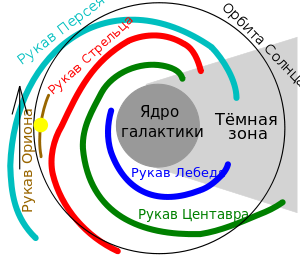 Рукав Персея
Орбита Солнца
Рукав Стрельца
Рукав Ориона
Ядро
галактики
Тёмная
зона
Рукав Лебедя
Рукав Центавра